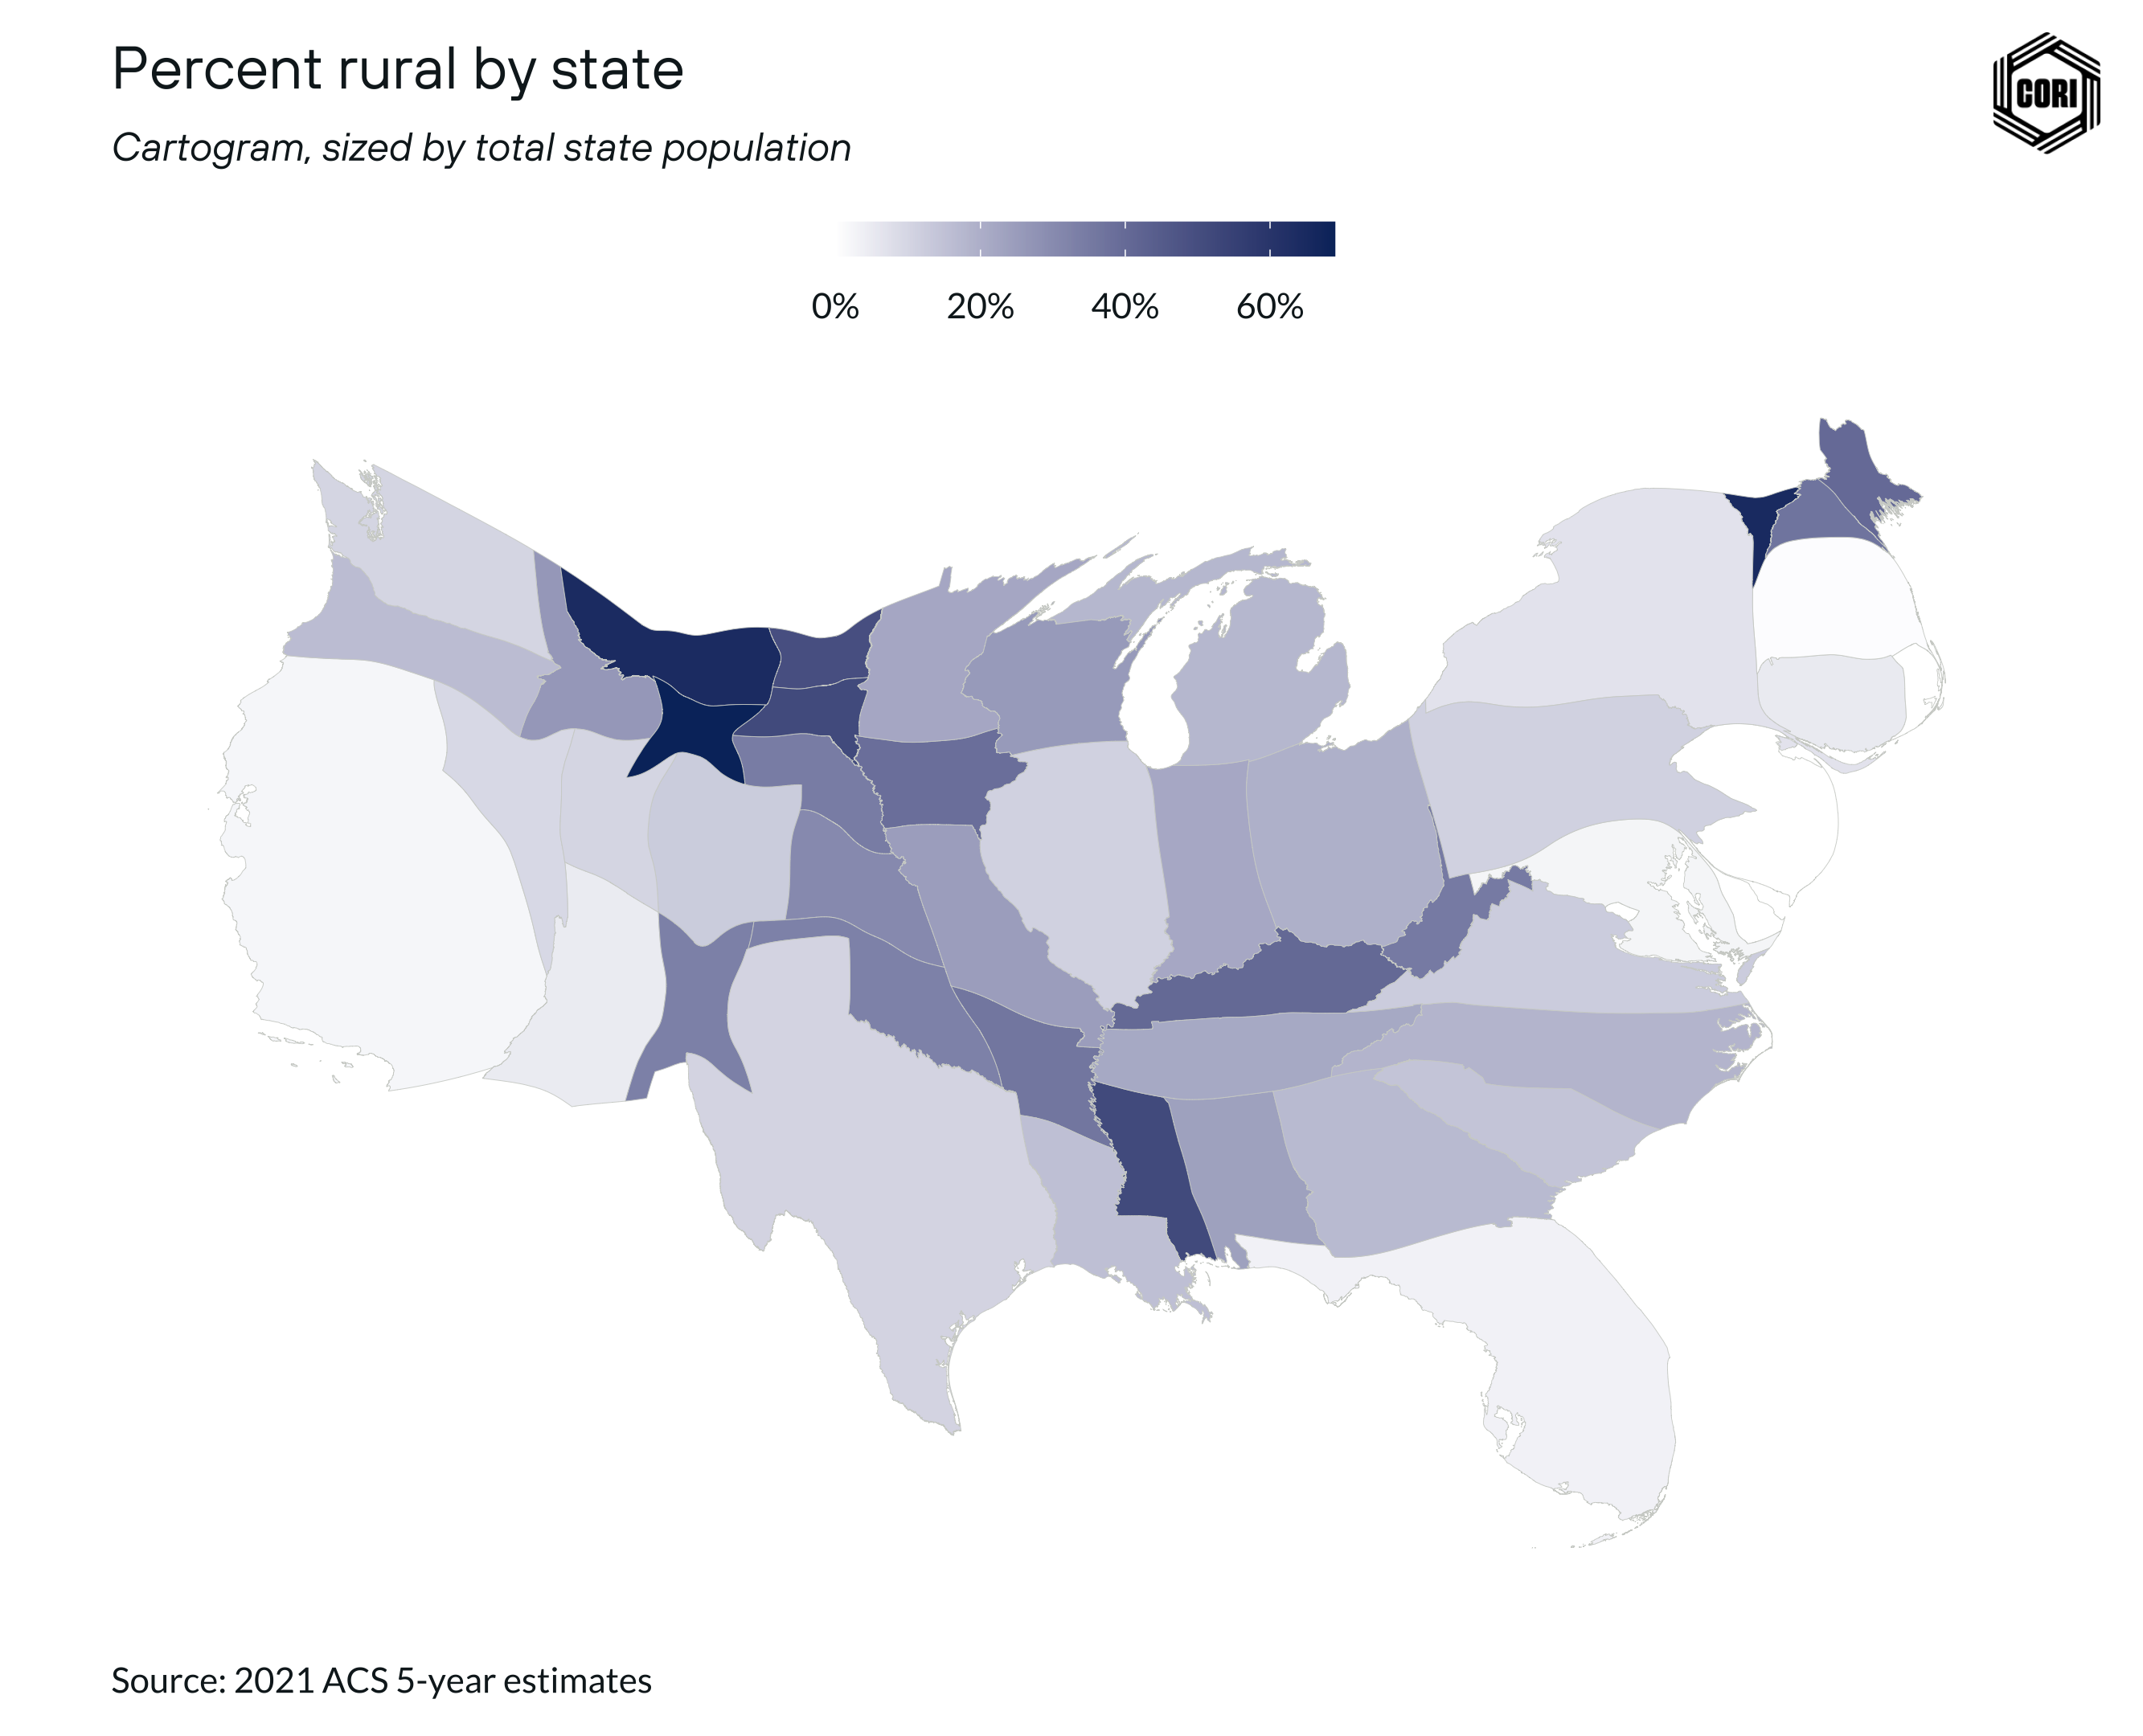 Percent rural by state
CORI
Cartogram, sized by total state population
0% 20% 40% 60%
Source: 2021 ACS 5-year estimates